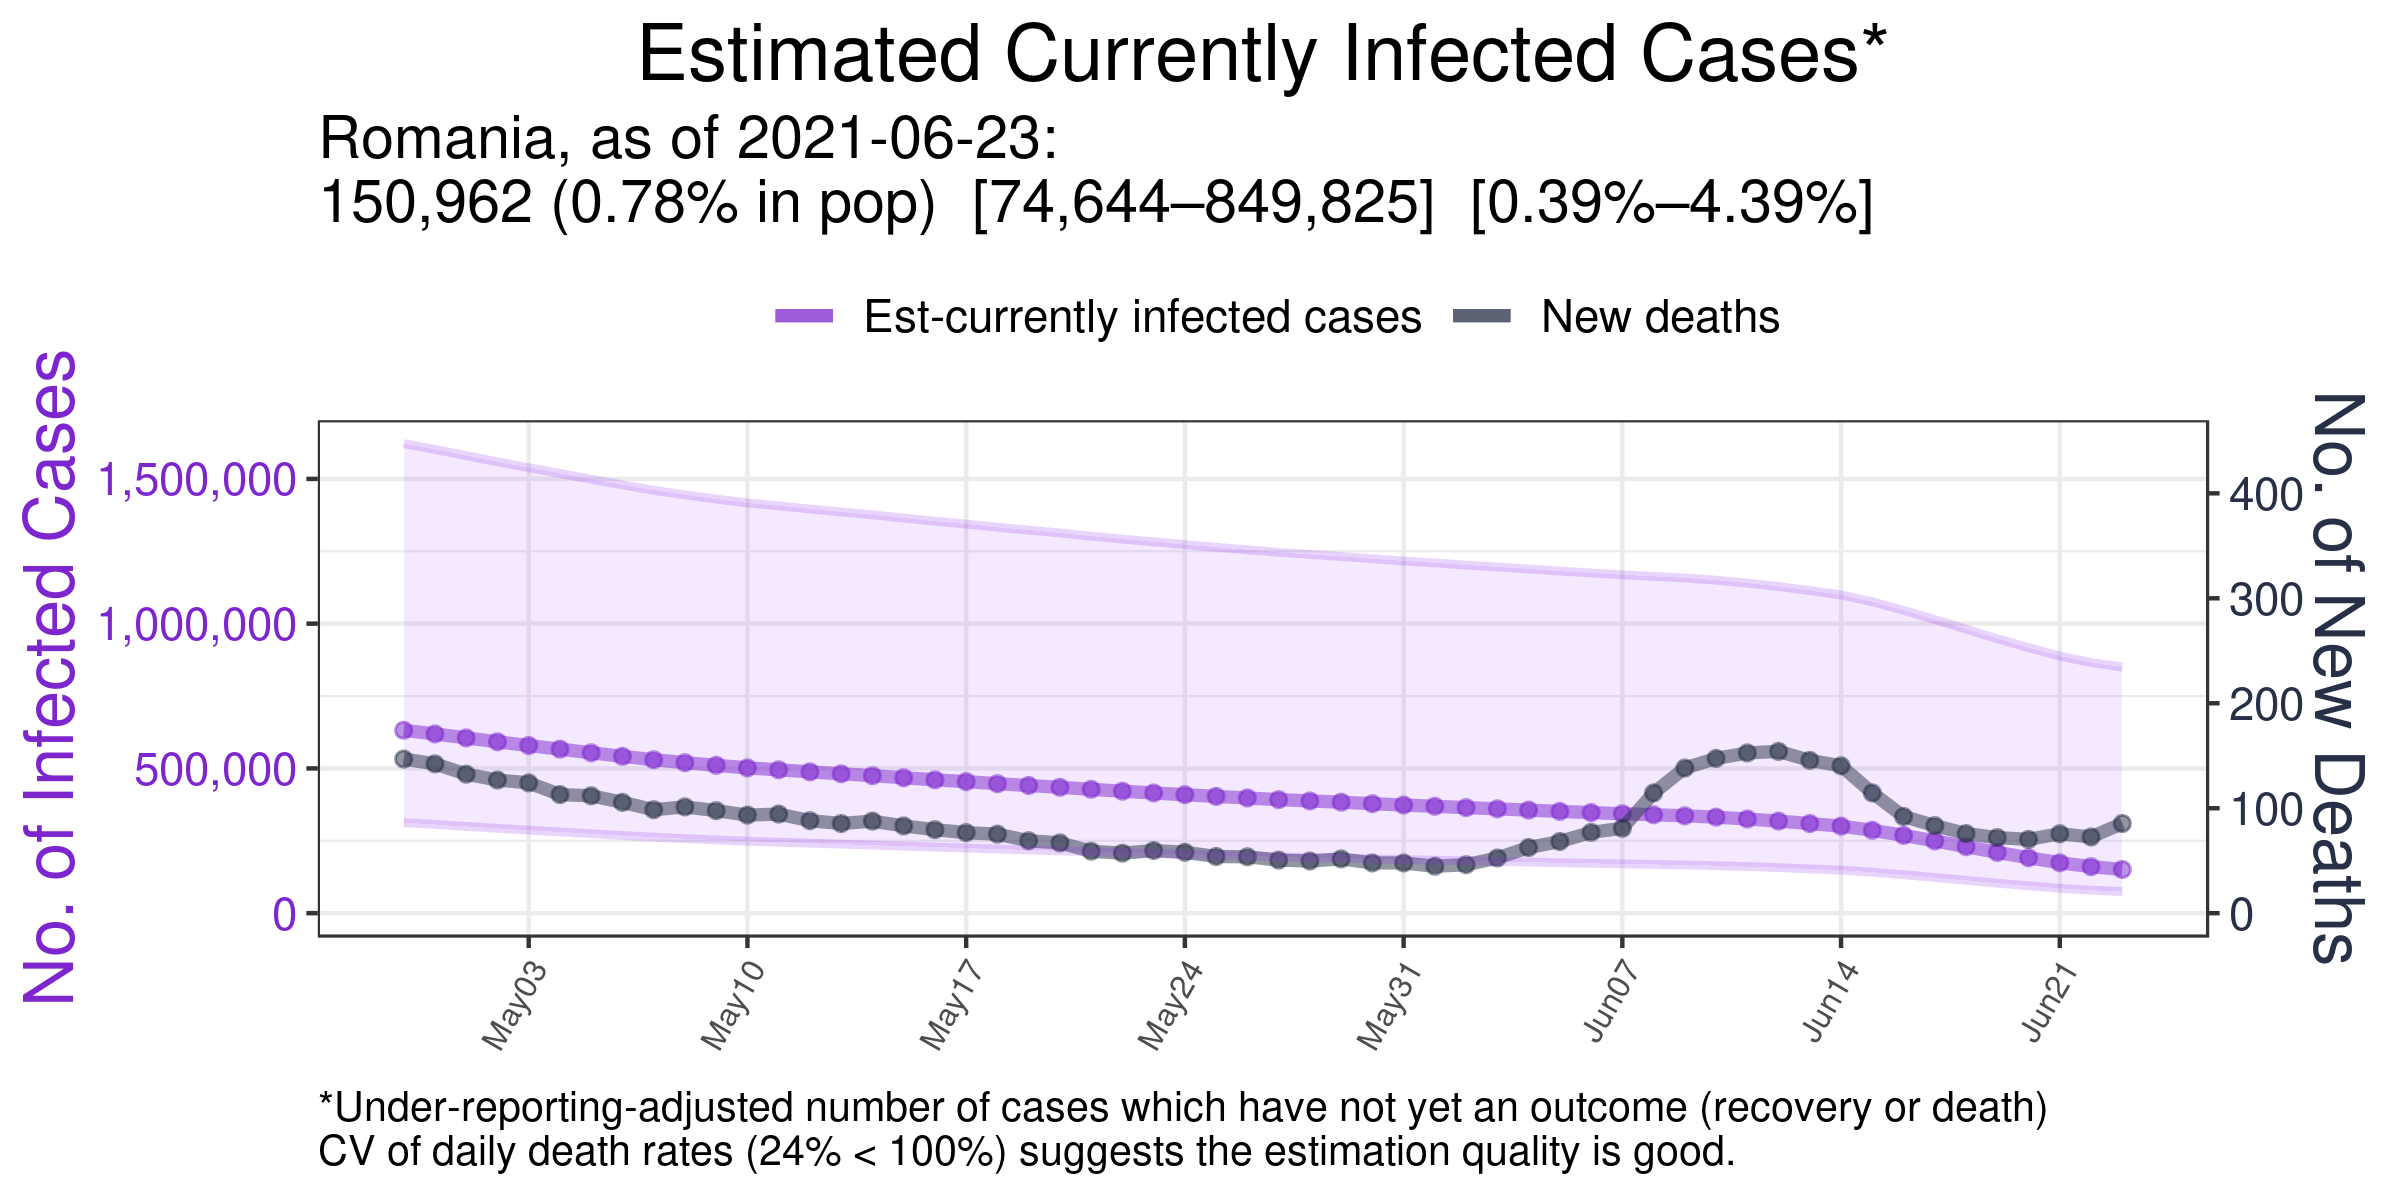 Estimated Currently Infected Cases*
Romania, as of 2021-06-23:
150,962 (0.78% in pop)  [74,644–849,825]  [0.39%–4.39%]
Est-currently infected cases
New deaths
No. of Infected Cases
1,500,000
1,000,000
500,000
0
400
300
200
100
0
No. of New Deaths
May03
May10
May17
May24
May31
Jun07
Jun14
Jun21
*Under-reporting-adjusted number of cases which have not yet an outcome (recovery or death)
CV of daily death rates (24% < 100%) suggests the estimation quality is good.